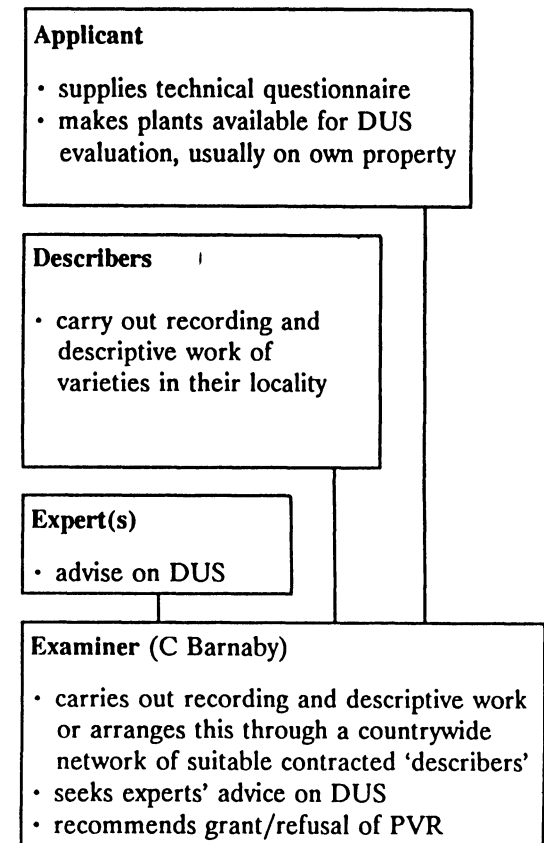 Applicant
· supplies technical questionnaire
· makes plants available for DUS
evaluation, usually on own property
Describers
· carry out recording and
descriptive work of
varieties in their locality
Expert(s)
· advise on DUS
Examiner (C Barnaby)
· carries out recording and descriptive work
or arranges this through a countrywide
network of suitable contracted ‘describers’
· seeks experts’ advice on DUS
· recommends grant/refusal of PVR